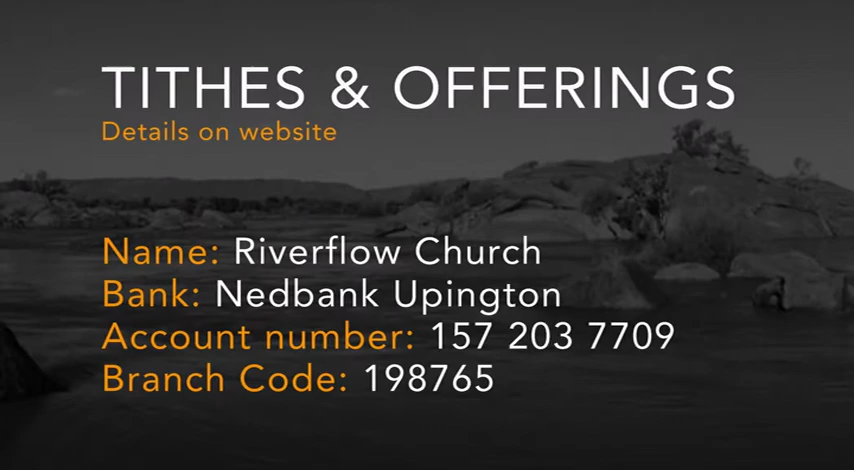 TITHES & OFFERINGS
Details on website
Name: Riverflow Church
Bank: Nedbank Upington
Account number: 157 203 7709
Branch Code: 198765